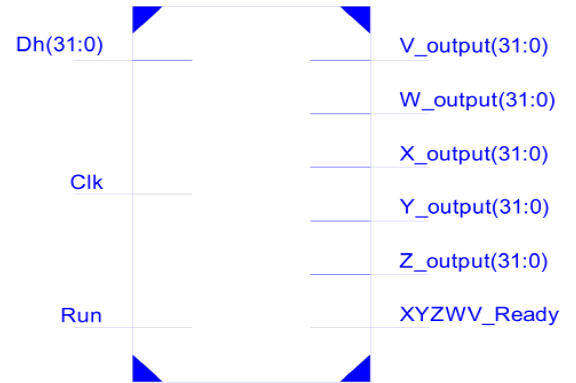 Dh(31:0)
Clk
Run
V_output(31:0)
W_output(31:0)
X_output(31:0)
Y_output(31:0)
Z_output(31:0)
XYZWV_Ready